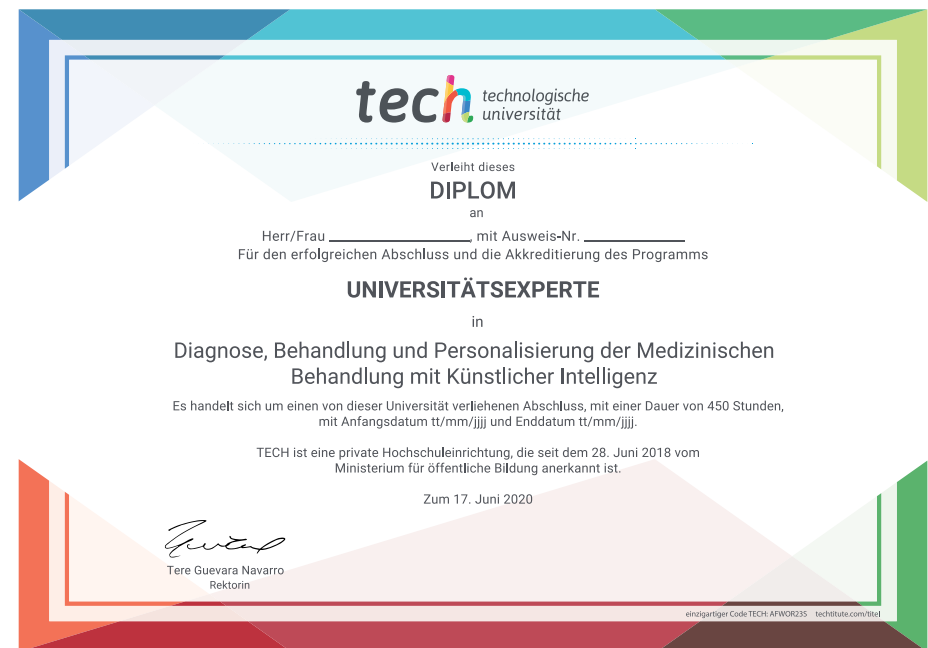 tech technologische
universität
Verleiht dieses
DIPLOM
an
Herr/Frau ____________________, mit Ausweis-Nr. ______________
Für den erfolgreichen Abschluss und die Akkreditierung des Programms
UNIVERSITÄTSEXPERTE
in
Diagnose, Behandlung und Personalisierung der Medizinischen
Behandlung mit Künstlicher Intelligenz
Es handelt sich um einen von dieser Universität verliehenen Abschluss, mit einer Dauer von 450 Stunden,
mit Anfangsdatum tt/mm/jjjj und Enddatum tt/mm/jjjj.
TECH ist eine private Hochschuleinrichtung, die seit dem 28. Juni 2018 vom
Ministerium für öffentliche Bildung anerkannt ist.
Zum 17. Juni 2020
Tere Guevara Navarro
Rektorin
einzigartiger Code TECH: AFWOR23S techtitute.com/titel